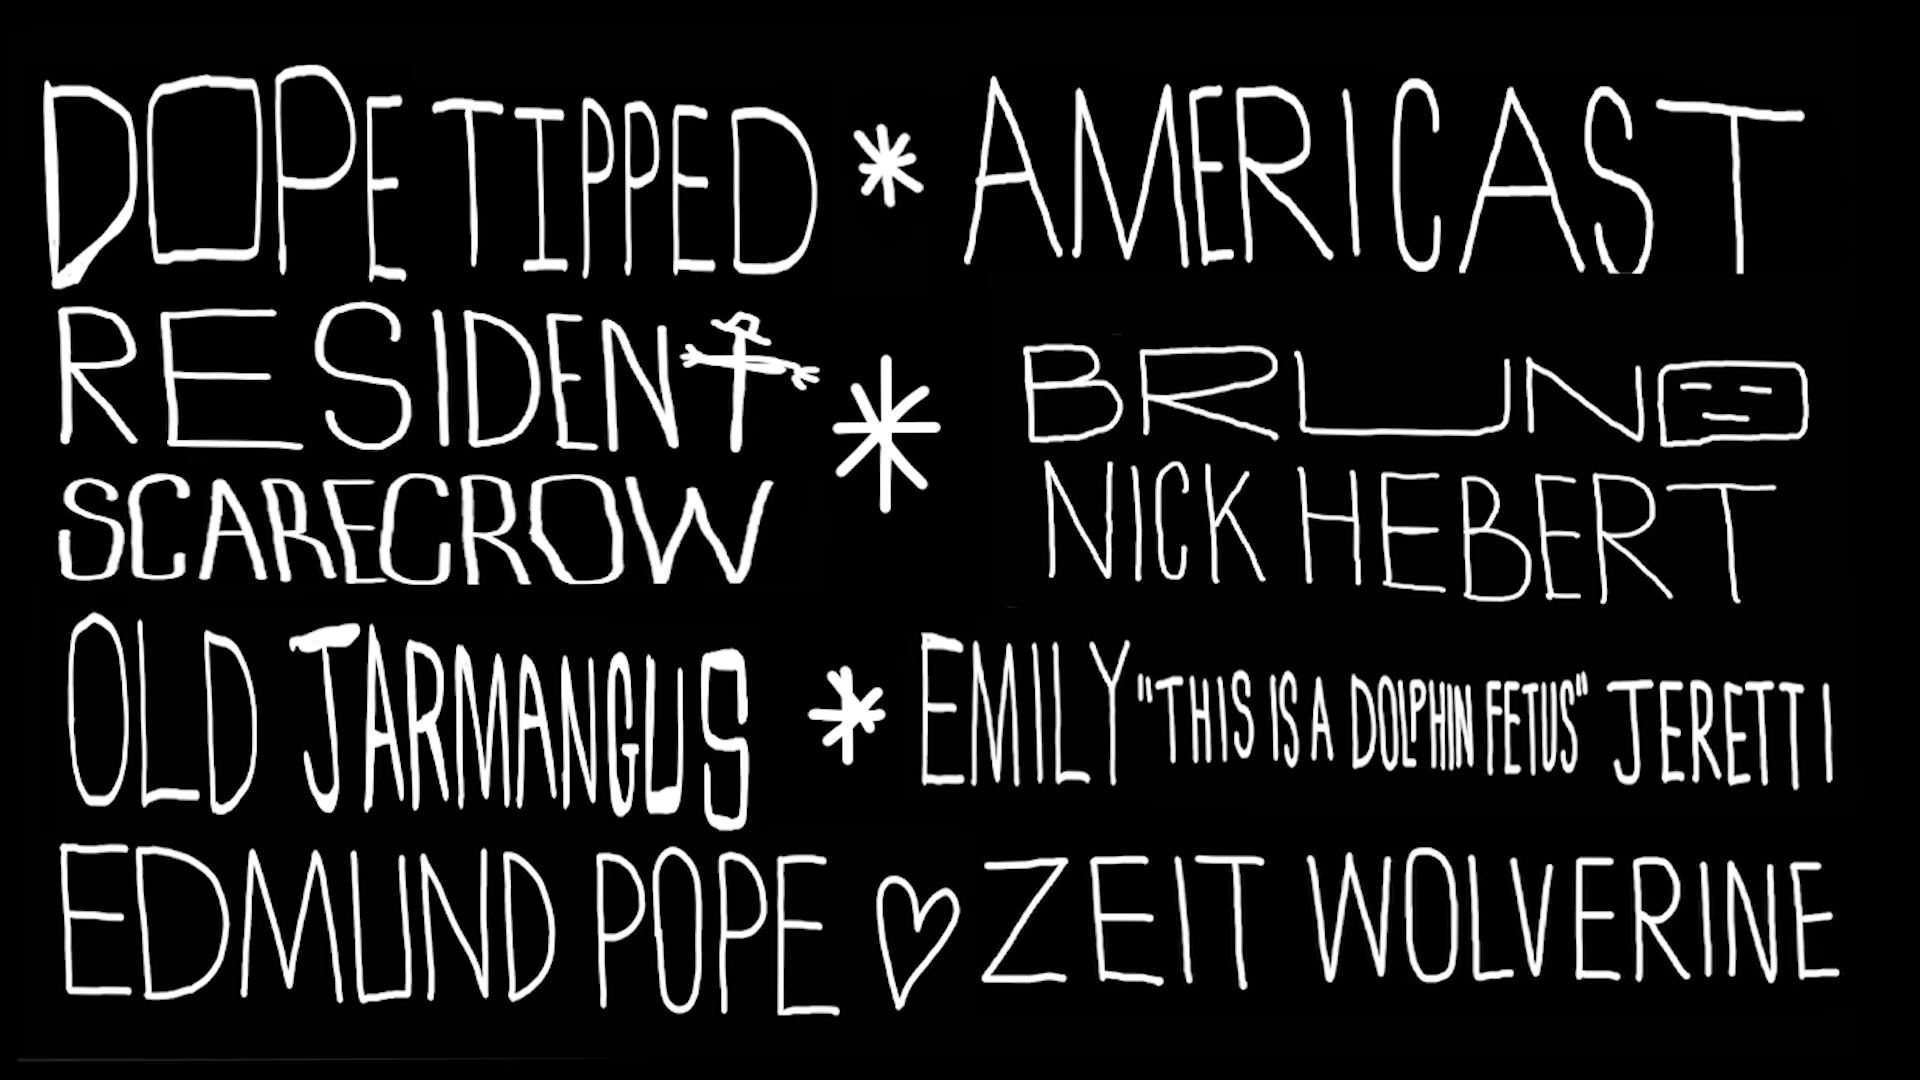 DOPE TIPPED * AMERICAST
RESIDENT * BRUNO
SCARECROW NICK HEBERT
OLD JARMANGUS * EMILY "THIS IS A DOLPHIN FETUS" JERETTI
EDMUND POPE ♡ ZEIT WOLVERINE